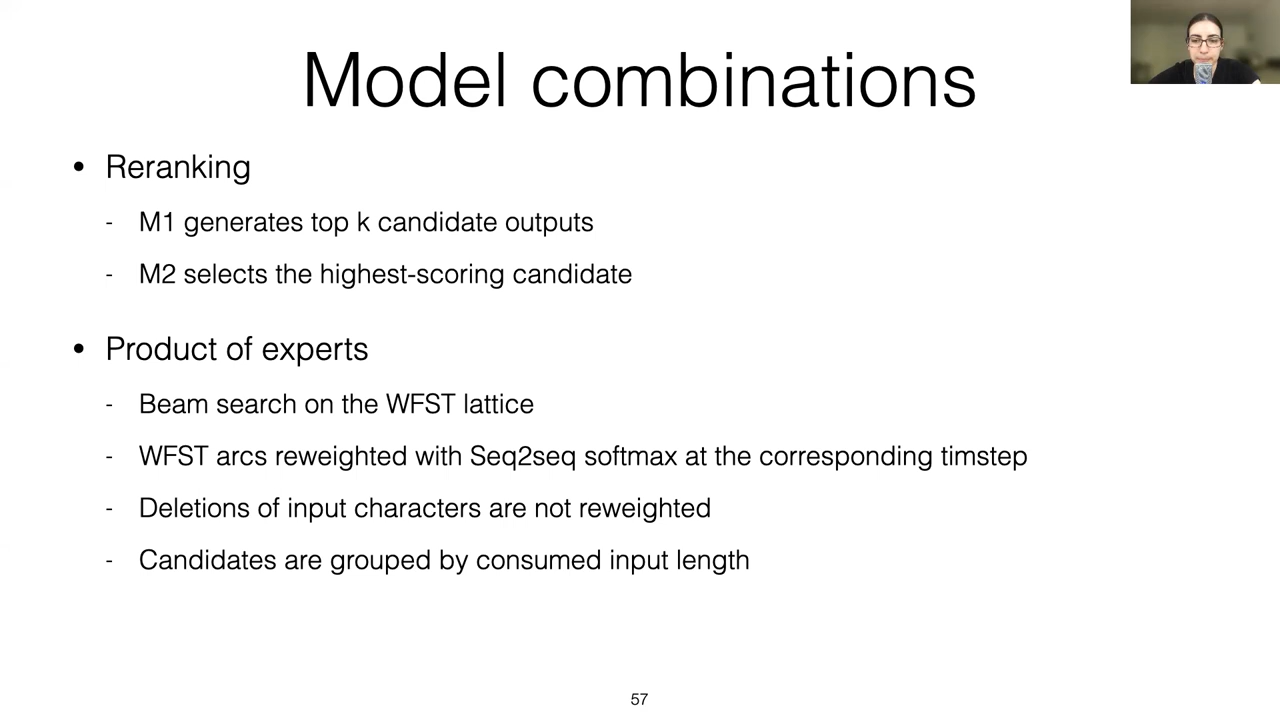 Model combinations
• Reranking
- M1 generates top k candidate outputs
- M2 selects the highest-scoring candidate
• Product of experts
- Beam search on the WFST lattice
- WFST arcs reweighted with Seq2seq softmax at the corresponding timstep
- Deletions of input characters are not reweighted
- Candidates are grouped by consumed input length
57